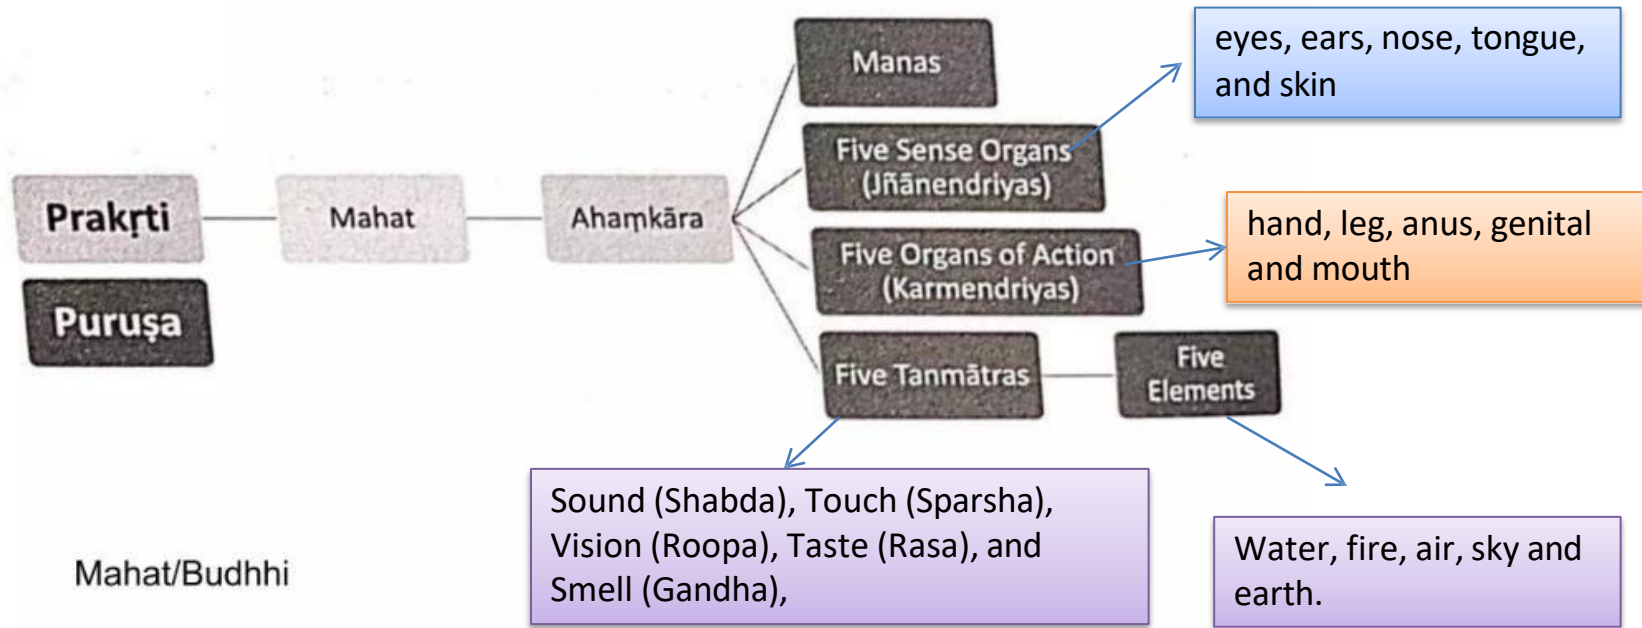 Manas
eyes, ears, nose, tongue,
and skin
Five Sense Organs
(Jñānendriyas)
Prakṛti
Mahat
Ahaṃkāra
hand, leg, anus, genital
and mouth
Five Organs of Action
(Karmendriyas)
Puruṣa
Five Tanmātras
Five
Elements
Sound (Shabda), Touch (Sparsha),
Vision (Roopa), Taste (Rasa), and
Smell (Gandha),
Water, fire, air, sky and
earth.
Mahat/Budhhi